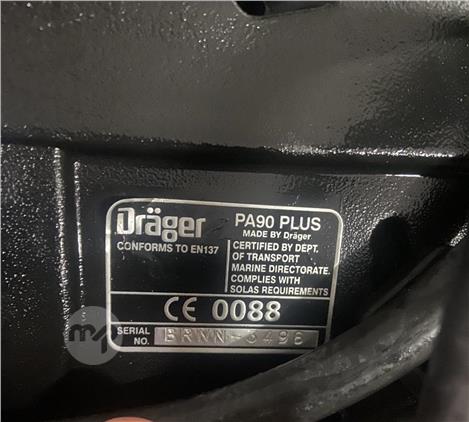 Dräger
CONFORMS TO EN137
PA90 PLUS
MADE BY Dräger
CERTIFIED BY DEPT.
OF TRANSPORT
MARINE DIRECTORATE.
COMPLIES WITH
SOLAS REQUIREMENTS
CE 0088
SERIAL
NO.